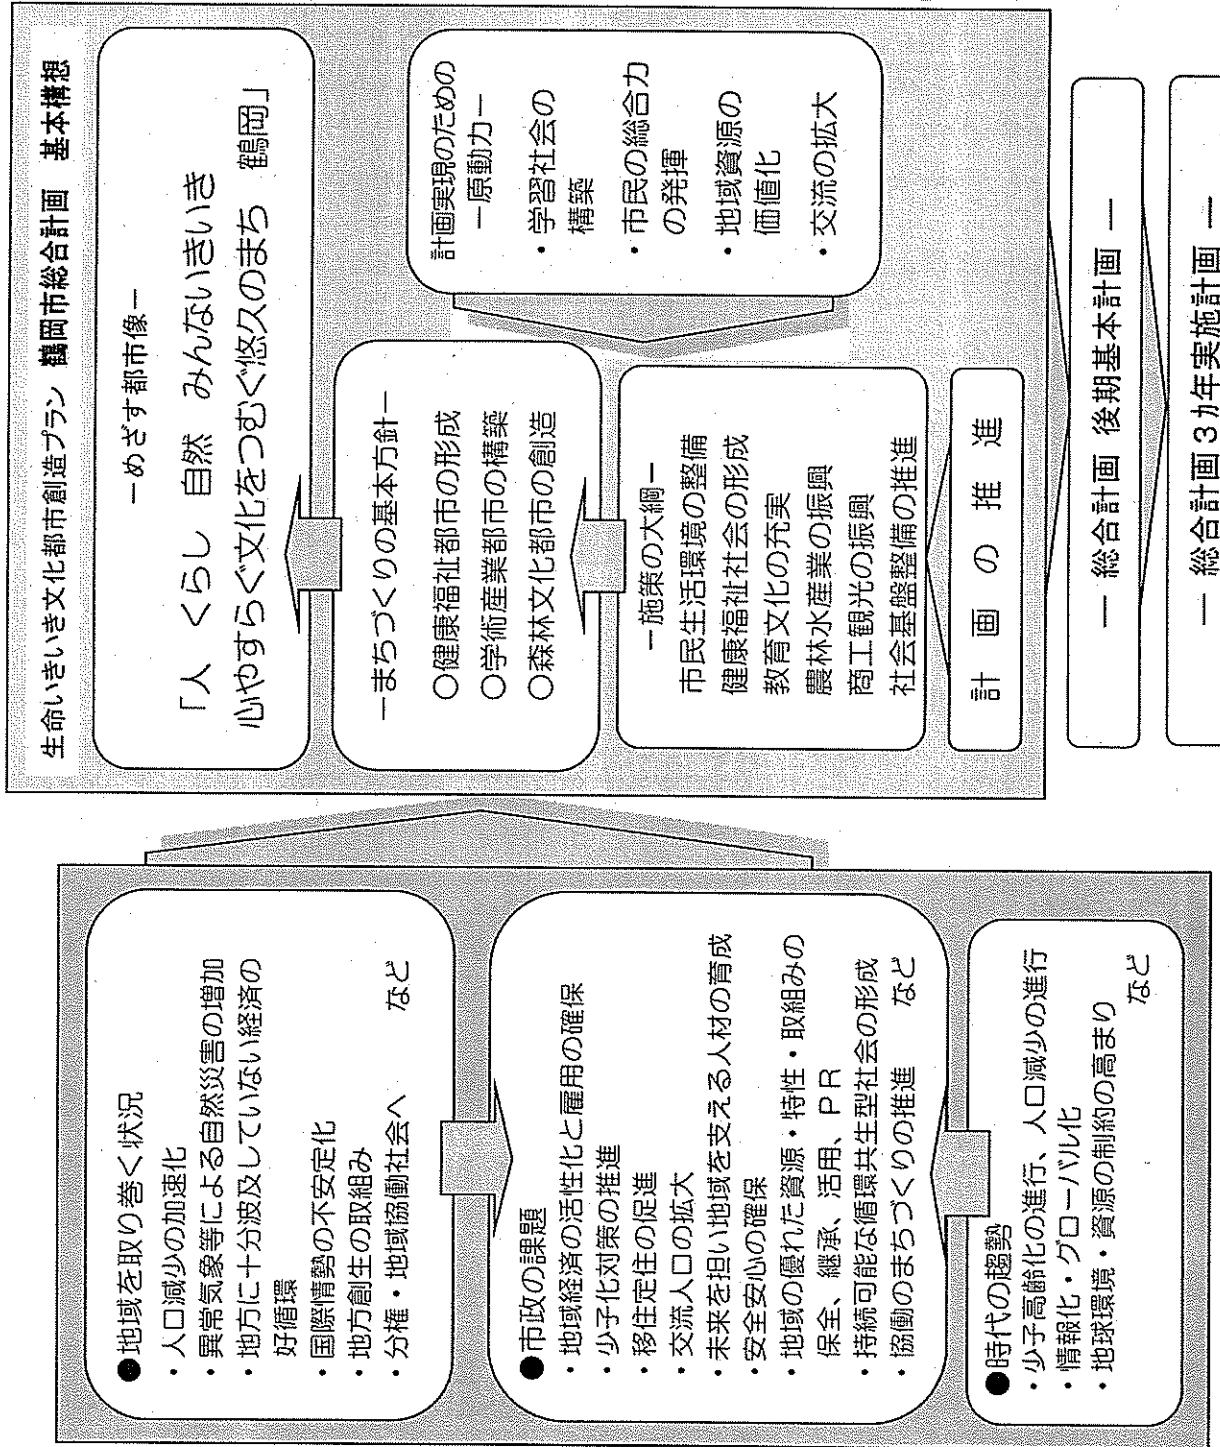 ●地域を取り巻く状況
・人口減少の加速化
・異常気象等による自然災害の増加
・地方に十分波及していない経済の
好循環
・国際情勢の不安定化
・地方創生の取組み
・分権・地域協働社会へ　など
●市政の課題
・地域経済の活性化と雇用の確保
・少子化対策の推進
・移住定住の促進
・交流人口の拡大
・未来を担い地域を支える人材の育成
・安全安心の確保
・地域の優れた資源・特性・取組みの
保全、継承、活用、ＰＲ
・持続可能な循環共生型社会の形成
・協働のまちづくりの推進　など
●時代の趨勢
・少子高齢化の進行、人口減少の進行
・情報化・グローバル化
・地球環境・資源の制約の高まり
など
生命いきいき文化都市創造プラン 鶴岡市総合計画　基本構想
－めざす都市像－
「人　くらし　自然　みんないきいき
心やすらぐ文化をつむぐ悠久のまち　鶴岡」
－まちづくりの基本方針－
○健康福祉都市の形成
○学術産業都市の構築
○森林文化都市の創造
計画実現のための
－原動力－
・学習社会の
構築
・市民の総合力
の発揮
・地域資源の
価値化
・交流の拡大
－施策の大綱－
市民生活環境の整備
健康福祉社会の形成
教育文化の充実
農林水産業の振興
商工観光の振興
社会基盤整備の推進
計　画　の　推　進
― 総合計画 後期基本計画 ―
― 総合計画３カ年実施計画 ―